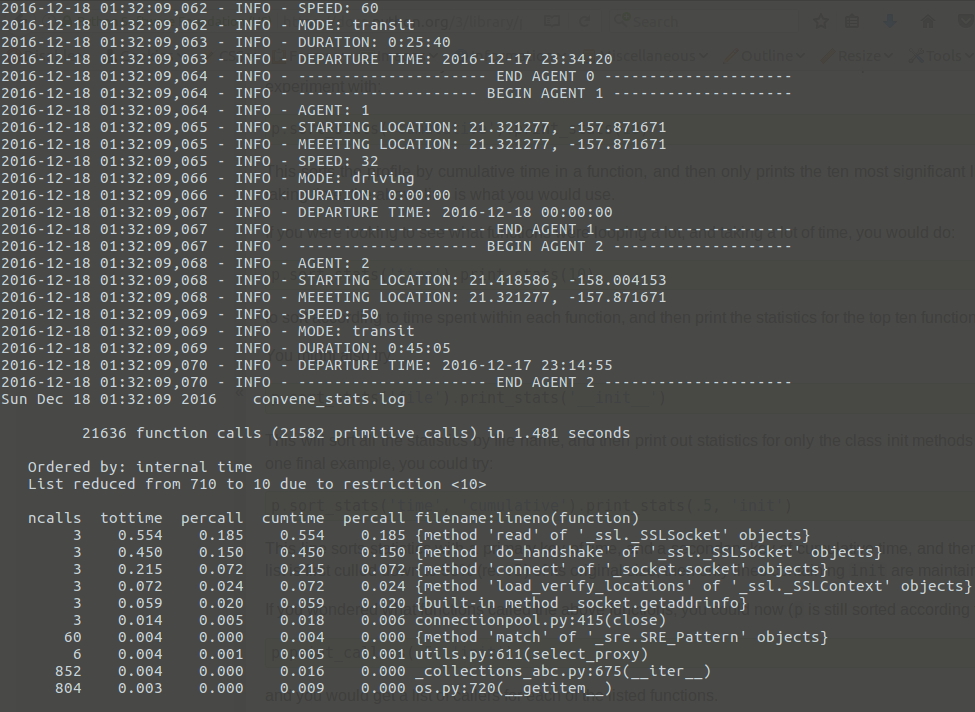 2016-12-18 01:32:09,062 - INFO - SPEED: 60
2016-12-18 01:32:09,062 - INFO - MODE: transit
2016-12-18 01:32:09,063 - INFO - DURATION: 0:25:40
2016-12-18 01:32:09,063 - INFO - DEPARTURE TIME: 2016-12-17 23:34:20
2016-12-18 01:32:09,064 - INFO - --------------------- END AGENT 0 ---------------------
2016-12-18 01:32:09,064 - INFO - -------------------- BEGIN AGENT 1 --------------------
2016-12-18 01:32:09,064 - INFO - AGENT: 1
2016-12-18 01:32:09,065 - INFO - STARTING LOCATION: 21.321277, -157.871671
2016-12-18 01:32:09,065 - INFO - MEEETING LOCATION: 21.321277, -157.871671
2016-12-18 01:32:09,065 - INFO - SPEED: 32
2016-12-18 01:32:09,066 - INFO - MODE: driving
2016-12-18 01:32:09,066 - INFO - DURATION: 0:00:00
2016-12-18 01:32:09,067 - INFO - DEPARTURE TIME: 2016-12-18 00:00:00
2016-12-18 01:32:09,067 - INFO - --------------------- END AGENT 1 ---------------------
2016-12-18 01:32:09,067 - INFO - -------------------- BEGIN AGENT 2 --------------------
2016-12-18 01:32:09,068 - INFO - AGENT: 2
2016-12-18 01:32:09,068 - INFO - STARTING LOCATION: 21.418586, -158.004153
2016-12-18 01:32:09,068 - INFO - MEEETING LOCATION: 21.321277, -157.871671
2016-12-18 01:32:09,069 - INFO - SPEED: 50
2016-12-18 01:32:09,069 - INFO - MODE: transit
2016-12-18 01:32:09,069 - INFO - DURATION: 0:45:05
2016-12-18 01:32:09,070 - INFO - DEPARTURE TIME: 2016-12-17 23:14:55
2016-12-18 01:32:09,070 - INFO - --------------------- END AGENT 2 ---------------------
Sun Dec 18 01:32:09 2016    convene_stats.log
21636 function calls (21582 primitive calls) in 1.481 seconds
Ordered by: internal time
List reduced from 710 to 10 due to restriction <10>
ncalls  tottime  percall  cumtime  percall filename:lineno(function)
3    0.554    0.185    0.554    0.185 {method 'read' of '_ssl._SSLSocket' objects}
3    0.450    0.150    0.450    0.150 {method 'do_handshake' of '_ssl._SSLSocket' objects}
3    0.215    0.072    0.215    0.072 {method 'connect' of '_socket.socket' objects}
3    0.072    0.024    0.072    0.024 {method 'load_verify_locations' of '_ssl._SSLContext' objects}
3    0.059    0.020    0.059    0.020 {built-in method _socket.getaddrinfo}
3    0.014    0.005    0.018    0.006 connectionpool.py:415(close)
60    0.004    0.000    0.004    0.000 {method 'match' of '_sre.SRE_Pattern' objects}
6    0.004    0.001    0.005    0.001 utils.py:611(select_proxy)
852    0.004    0.000    0.016    0.000 _collections_abc.py:675(__iter__)
804    0.003    0.000    0.009    0.000 os.py:720(__getitem__)